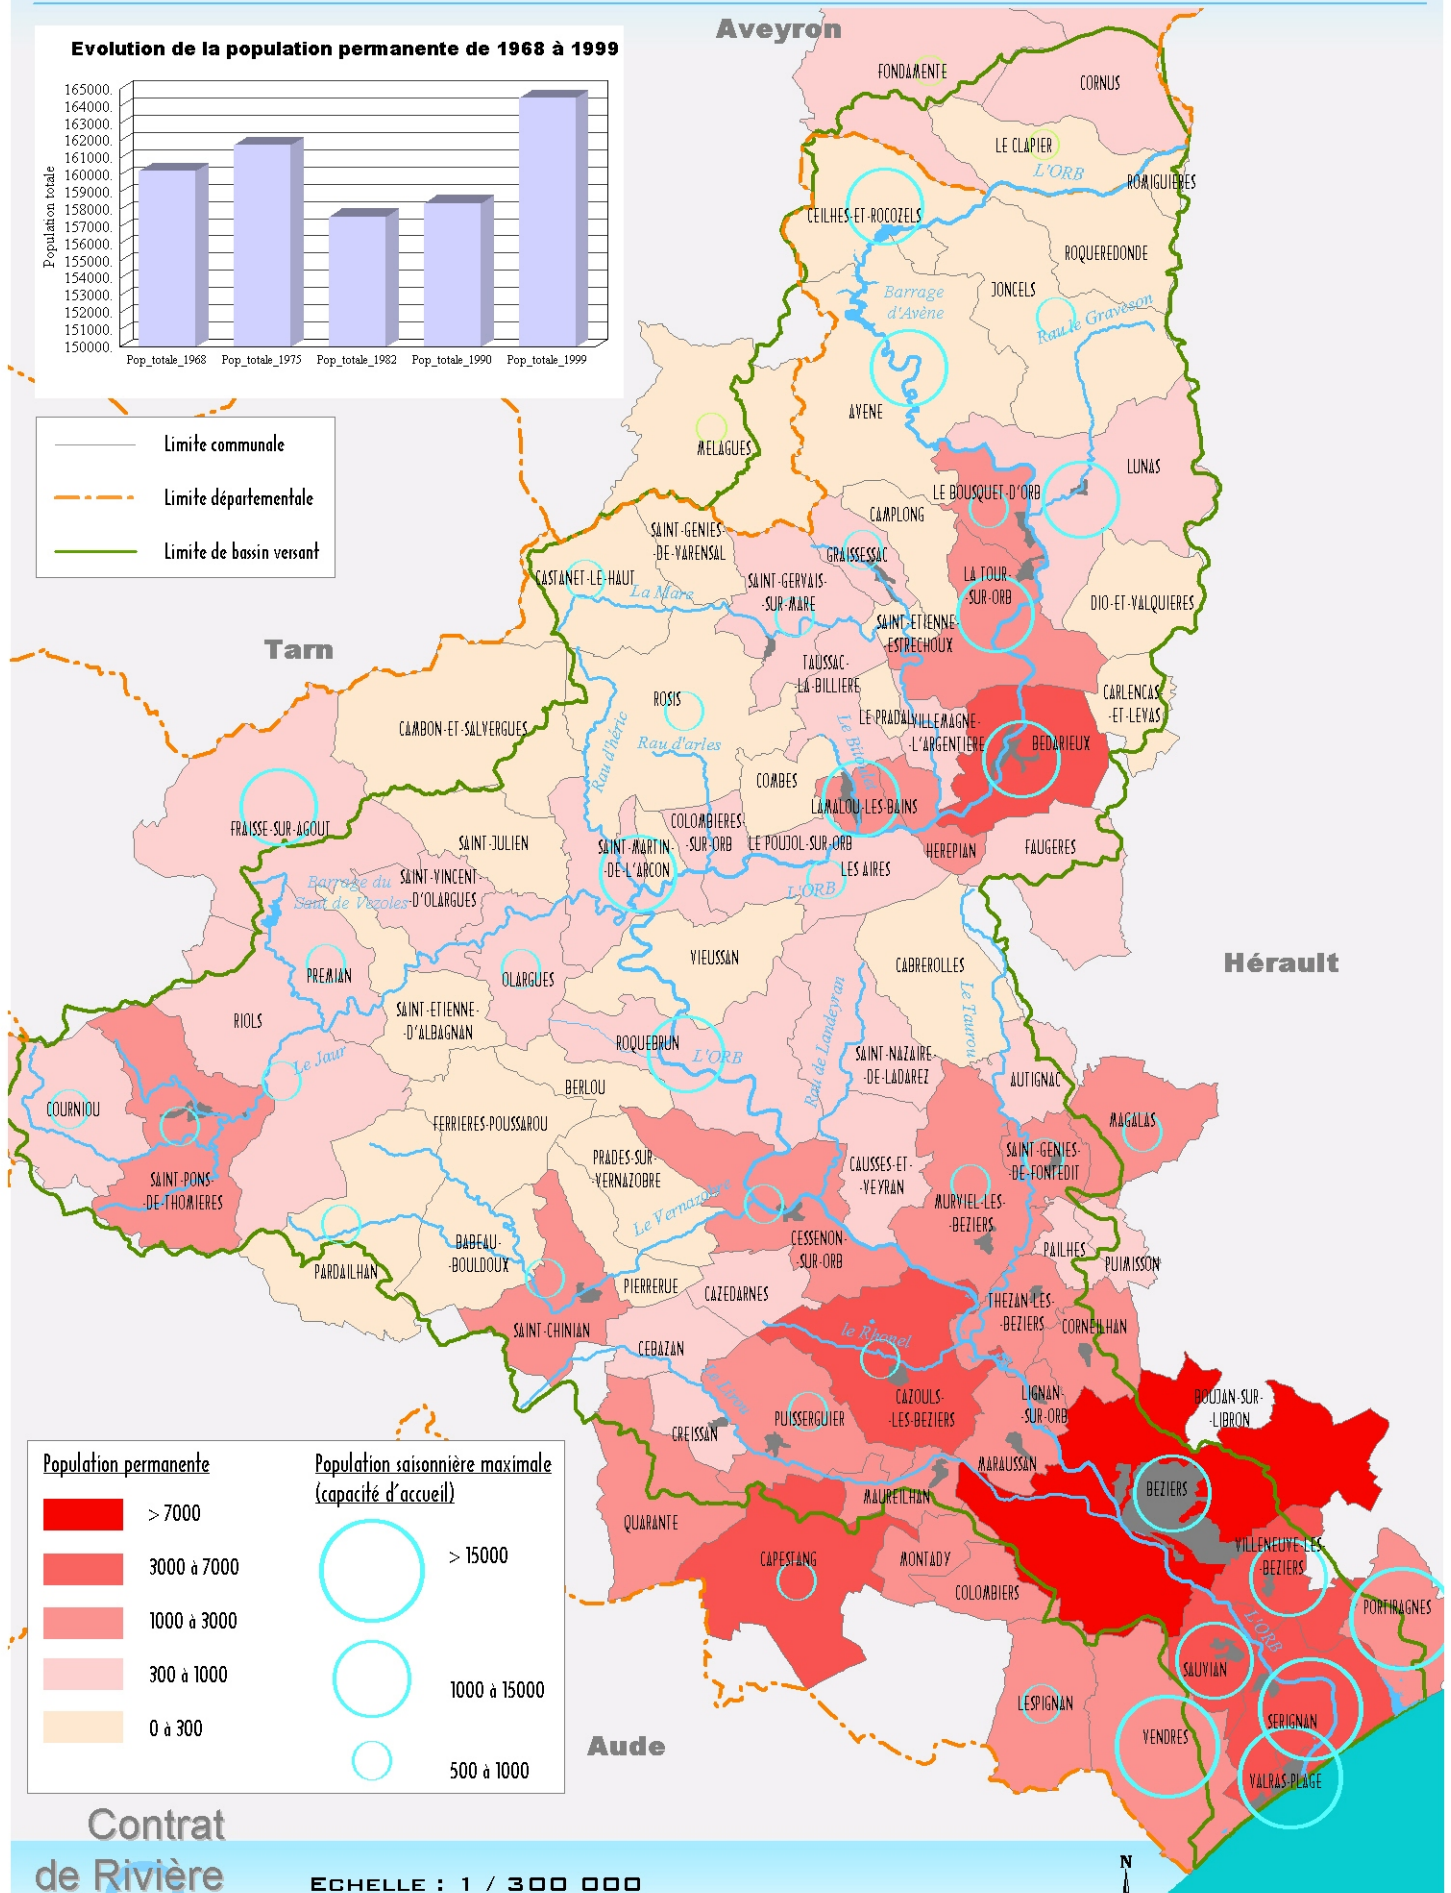 Aveyron
Evolution de la population permanente de 1968 à 1999
165000.
164000.
163000.
162000.
161000.
160000.
159000.
158000.
157000.
156000.
155000.
154000.
153000.
152000.
151000.
150000.
Population totale
Pop_totale_1968
Pop_totale_1975
Pop_totale_1982
Pop_totale_1990
Pop_totale_1999
Limite communale
Limite départementale
Limite de bassin versant
FONDAMENTE
CORNUS
LE CLAPIER
L'ORB
ROMIGUIERES
CEILHES-ET-ROCOZELS
ROQUEREDONDE
JONCELS
Barrage
d'Avène
Rau le Graveson
AVENE
MELAGUES
LUNAS
LE BOUSQUET-D'ORB
CAMPLONG
SAINT-GENIES-
-DE-VARENSAL
GRAISSESSAC
CASTANET-LE-HAUT
La Mare
SAINT-GERVAIS-
-SUR-MARE
LA TOUR-
-SUR-ORB
DIO-ET-VALQUIERES
SAINT-ETIENNE-
-ESTRECHOUX
Tarn
TAUSSAC-
-LA-BILLIERE
CARLENCAS-
-ET-LEVAS
ROSIS
LE PRADAL
VILLEMAGNE-
-L'ARGENTIERE
BEDARIEUX
CAMBON-ET-SALVERGUES
Rau d'héric
Rau d'arles
Le Bitoulet
COMBES
LAMALOU-LES-BAINS
FRAISSE-SUR-AGOUT
COLOMBIERES-
-SUR-ORB
LE POUJOL-SUR-ORB
SAINT-JULIEN
SAINT-MARTIN-
-DE-L'ARCON
HEREPIAN
FAUGERES
LES AIRES
L'ORB
Barrage du
Saut de Vezoles
SAINT-VINCENT-
-D'OLARGUES
VIEUSSAN
CABREROLLES
Hérault
PREMIAN
OLARGUES
Rau de Landeyran
Le Taurou
RIOLS
SAINT-ETIENNE-
-D'ALBAGNAN
ROQUEBRUN
L'ORB
SAINT-NAZAIRE-
-DE-LADAREZ
Le Jaur
AUTIGNAC
BERLOU
COURNIOU
FERRIERES-POUSSAROU
MAGALAS
PRADES-SUR-
-VERNAZOBRE
CAUSSES-ET-
-VEYRAN
SAINT-GENIES-
-DE-FONTEDIT
SAINT-PONS-
-DE-THOMIERES
Le Vernazobre
MURVIEL-LES-
-BEZIERS
CESSENON-
-SUR-ORB
BABEAU-
-BOULDOUX
PAILHES
PUIMISSON
PARDAILHAN
PIERRERUE
CAZEDARNES
THEZAN-LES-
-BEZIERS
SAINT-CHINIAN
CORNEILHAN
le Rhonel
CEBAZAN
Le Lirou
CAZOULS-
-LES-BEZIERS
LIGNAN-
-SUR-ORB
BOUJAN-SUR-
-LIBRON
PUISSERGUIER
CREISSAN
MARAUSSAN
MAUREILHAN
BEZIERS
QUARANTE
CAPESTANG
MONTADY
COLOMBIERS
VILLENEUVE-LES-
-BEZIERS
PORTIRAGNES
L'ORB
SAUVIAN
LESPIGNAN
SERIGNAN
VENDRES
VALRAS-PLAGE
Aude
Population permanente
> 7000
3000 à 7000
1000 à 3000
300 à 1000
0 à 300
Population saisonnière maximale
(capacité d'accueil)
> 15000
1000 à 15000
500 à 1000
Contrat
de Rivière
ECHELLE : 1 / 300 000
N